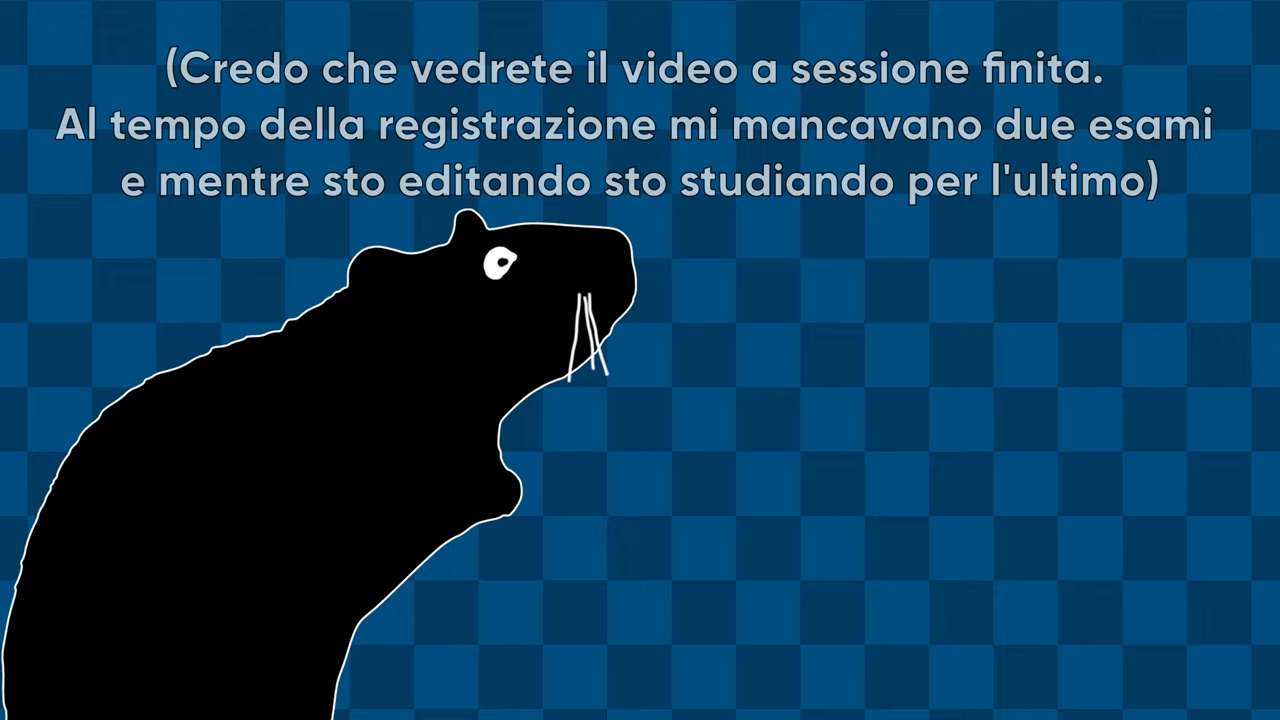 (Credo che vedrete il video a sessione finita.
Al tempo della registrazione mi mancavano due esami
e mentre sto editando sto studiando per l'ultimo)